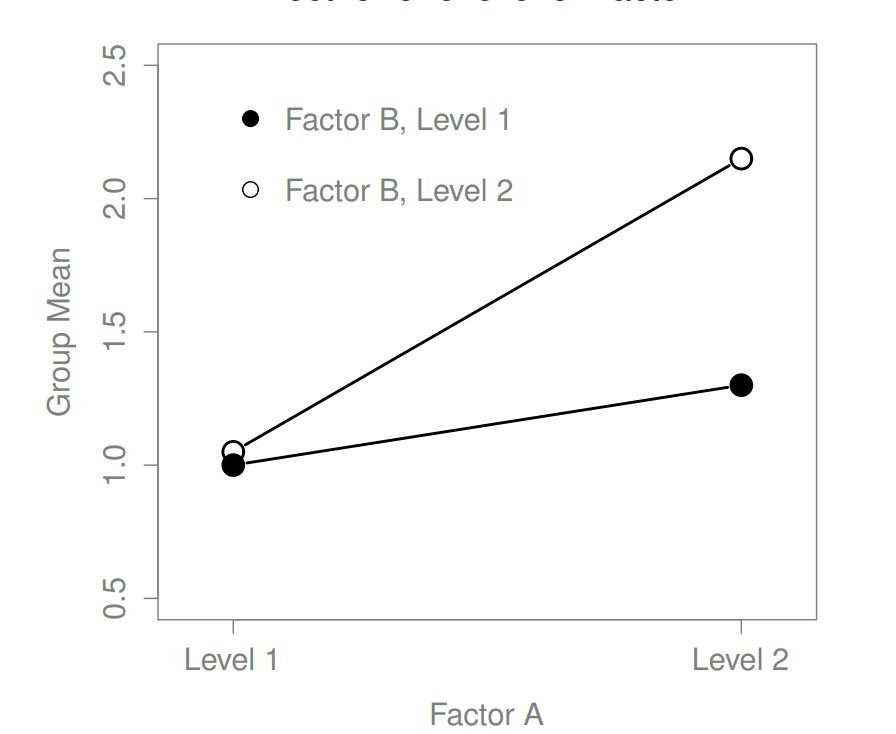 2.5
Factor B, Level 1
Factor B, Level 2
2.0
1.5
Group Mean
1.0
0.5
Level 1
Level 2
Factor A